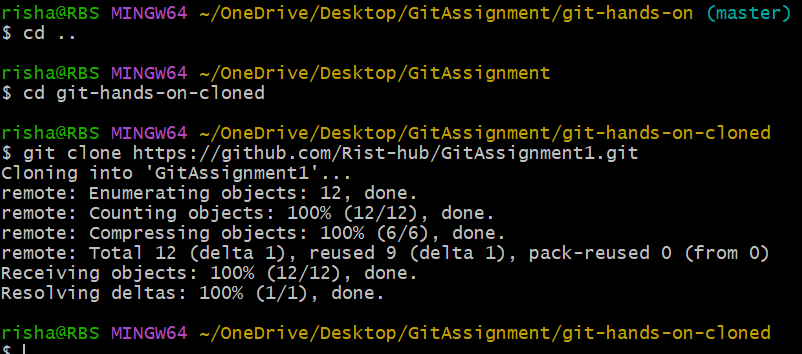 risha@RBS MINGW64 ~/OneDrive/Desktop/GitAssignment/git-hands-on (master)
$ cd ..
risha@RBS MINGW64 ~/OneDrive/Desktop/GitAssignment
$ cd git-hands-on-cloned
risha@RBS MINGW64 ~/OneDrive/Desktop/GitAssignment/git-hands-on-cloned
$ git clone https://github.com/Rist-hub/GitAssignment1.git
Cloning into 'GitAssignment1'...
remote: Enumerating objects: 12, done.
remote: Counting objects: 100% (12/12), done.
remote: Compressing objects: 100% (6/6), done.
remote: Total 12 (delta 1), reused 9 (delta 1), pack-reused 0 (from 0)
Receiving objects: 100% (12/12), done.
Resolving deltas: 100% (1/1), done.
risha@RBS MINGW64 ~/OneDrive/Desktop/GitAssignment/git-hands-on-cloned
$